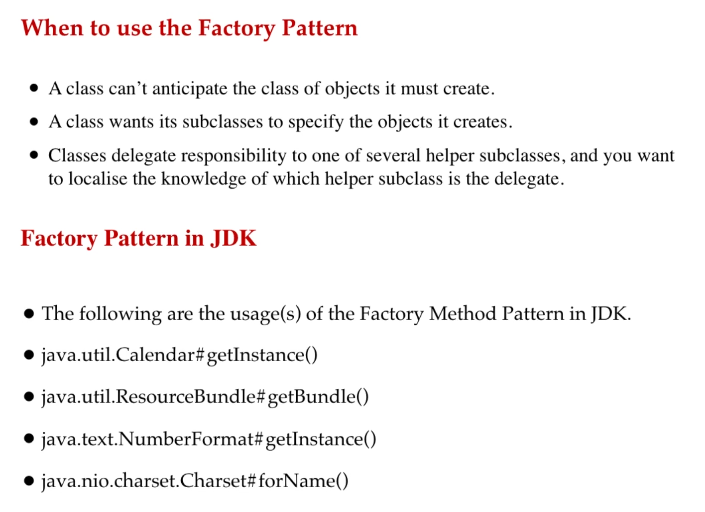 When to use the Factory Pattern
• A class can't anticipate the class of objects it must create.
• A class wants its subclasses to specify the objects it creates.
• Classes delegate responsibility to one of several helper subclasses, and you want
to localise the knowledge of which helper subclass is the delegate.
Factory Pattern in JDK
• The following are the usage(s) of the Factory Method Pattern in JDK.
• java.util.Calendar#getInstance()
• java.util.ResourceBundle#getBundle()
• java.text.NumberFormat#getInstance()
• java.nio.charset.Charset#forName()